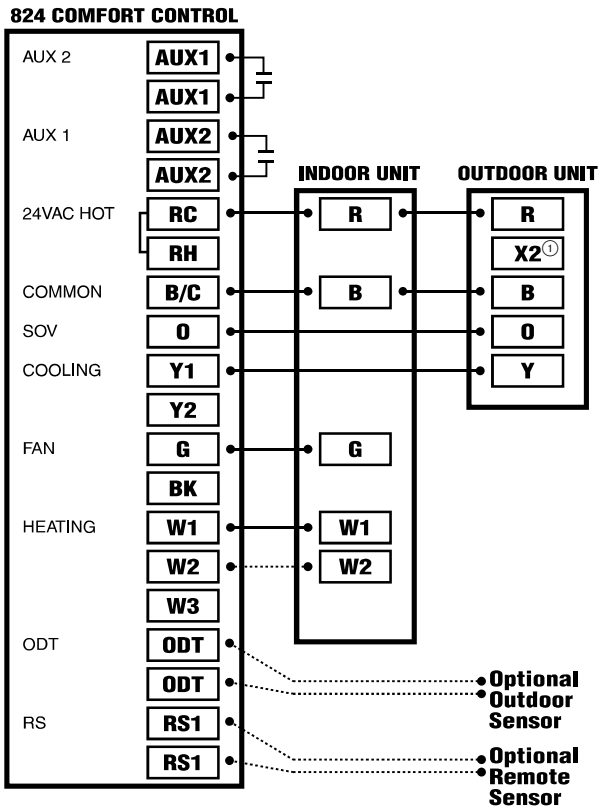 824 COMFORT CONTROL
AUX 2 AUX1
AUX1
AUX 1 AUX2
AUX2
INDOOR UNIT OUTDOOR UNIT
24VAC HOT RC R R
RH X2①
COMMON B/C B B
SOV O O
COOLING Y1 Y
Y2
FAN G G
BK
HEATING W1 W1
W2 W2
W3
ODT ODT
ODT
Optional
Outdoor
Sensor
RS RS1
RS1
Optional
Remote
Sensor